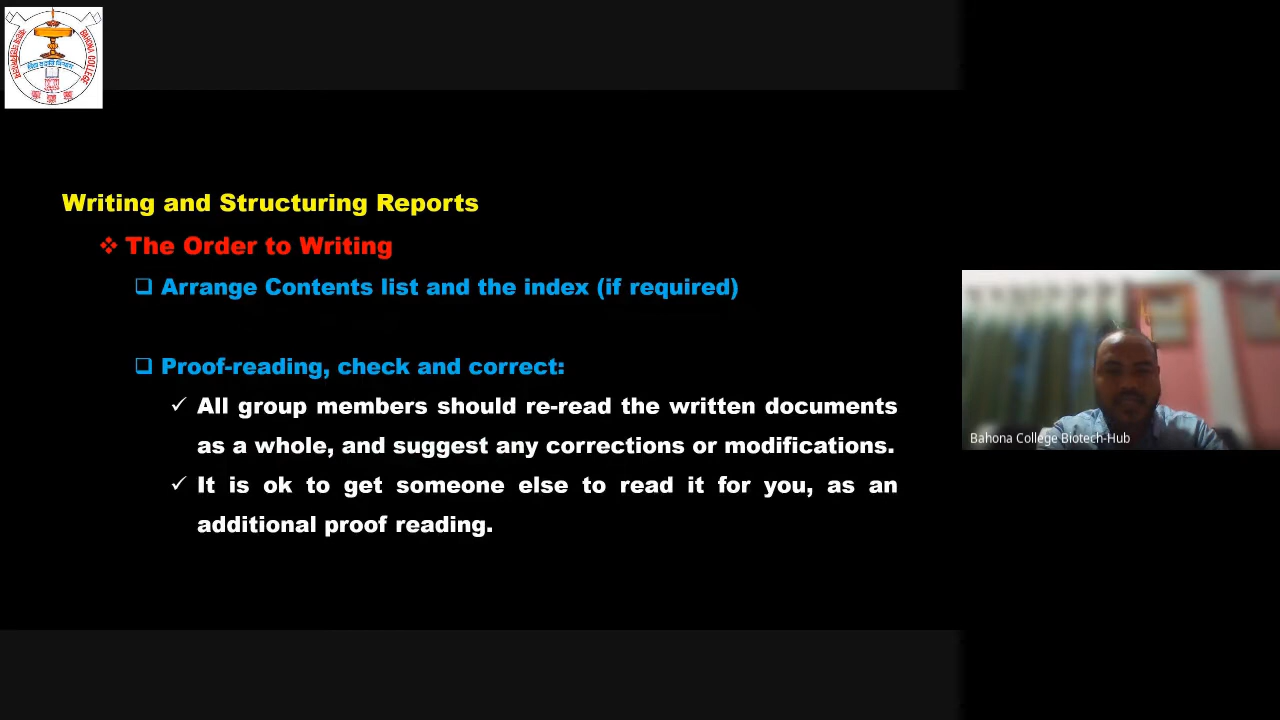 BAHONA COLLEGE
Writing and Structuring Reports
The Order to Writing
Arrange Contents list and the index (if required)
Proof-reading, check and correct:
All group members should re-read the written documents
as a whole, and suggest any corrections or modifications.
It is ok to get someone else to read it for you, as an
additional proof reading.
Bahona College Biotech-Hub